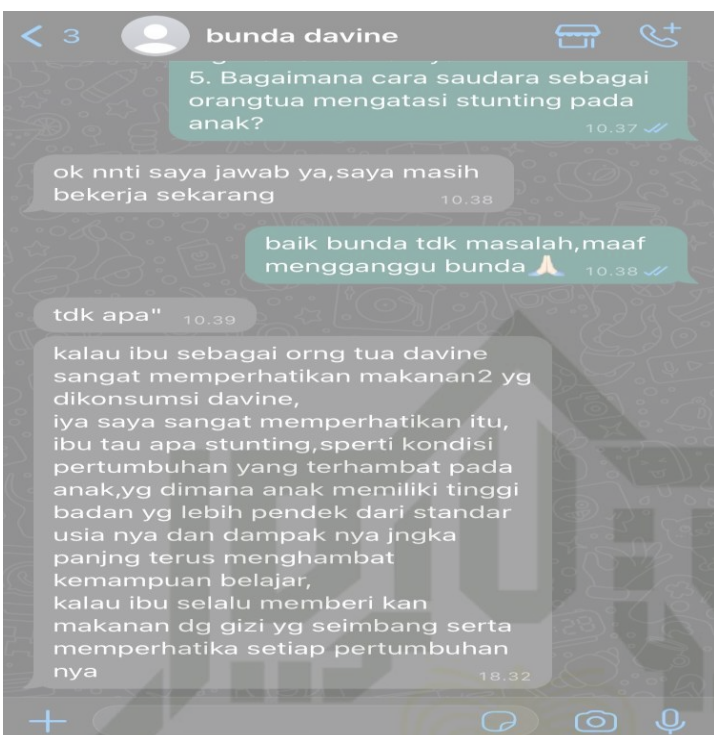 3 bunda davine
5. Bagaimana cara saudara sebagai
orangtua mengatasi stunting pada
anak?
10.37
ok nnti saya jawab ya,saya masih
bekerja sekarang
10.38
baik bunda tdk masalah,maaf
mengganggu bunda🙏🏻
10.38
tdk apa"
10.39
kalau ibu sebagai orng tua davine
sangat memperhatikan makanan2 yg
dikonsumsi davine,
iya saya sangat memperhatikan itu,
ibu tau apa stunting,sperti kondisi
pertumbuhan yang terhambat pada
anak,yg dimana anak memiliki tinggi
badan yg lebih pendek dari standar
usia nya dan dampak nya jngka
panjng terus menghambat
kemampuan belajar,
kalau ibu selalu memberi kan
makanan dg gizi yg seimbang serta
memperhatika setiap pertumbuhan
nya
18.32